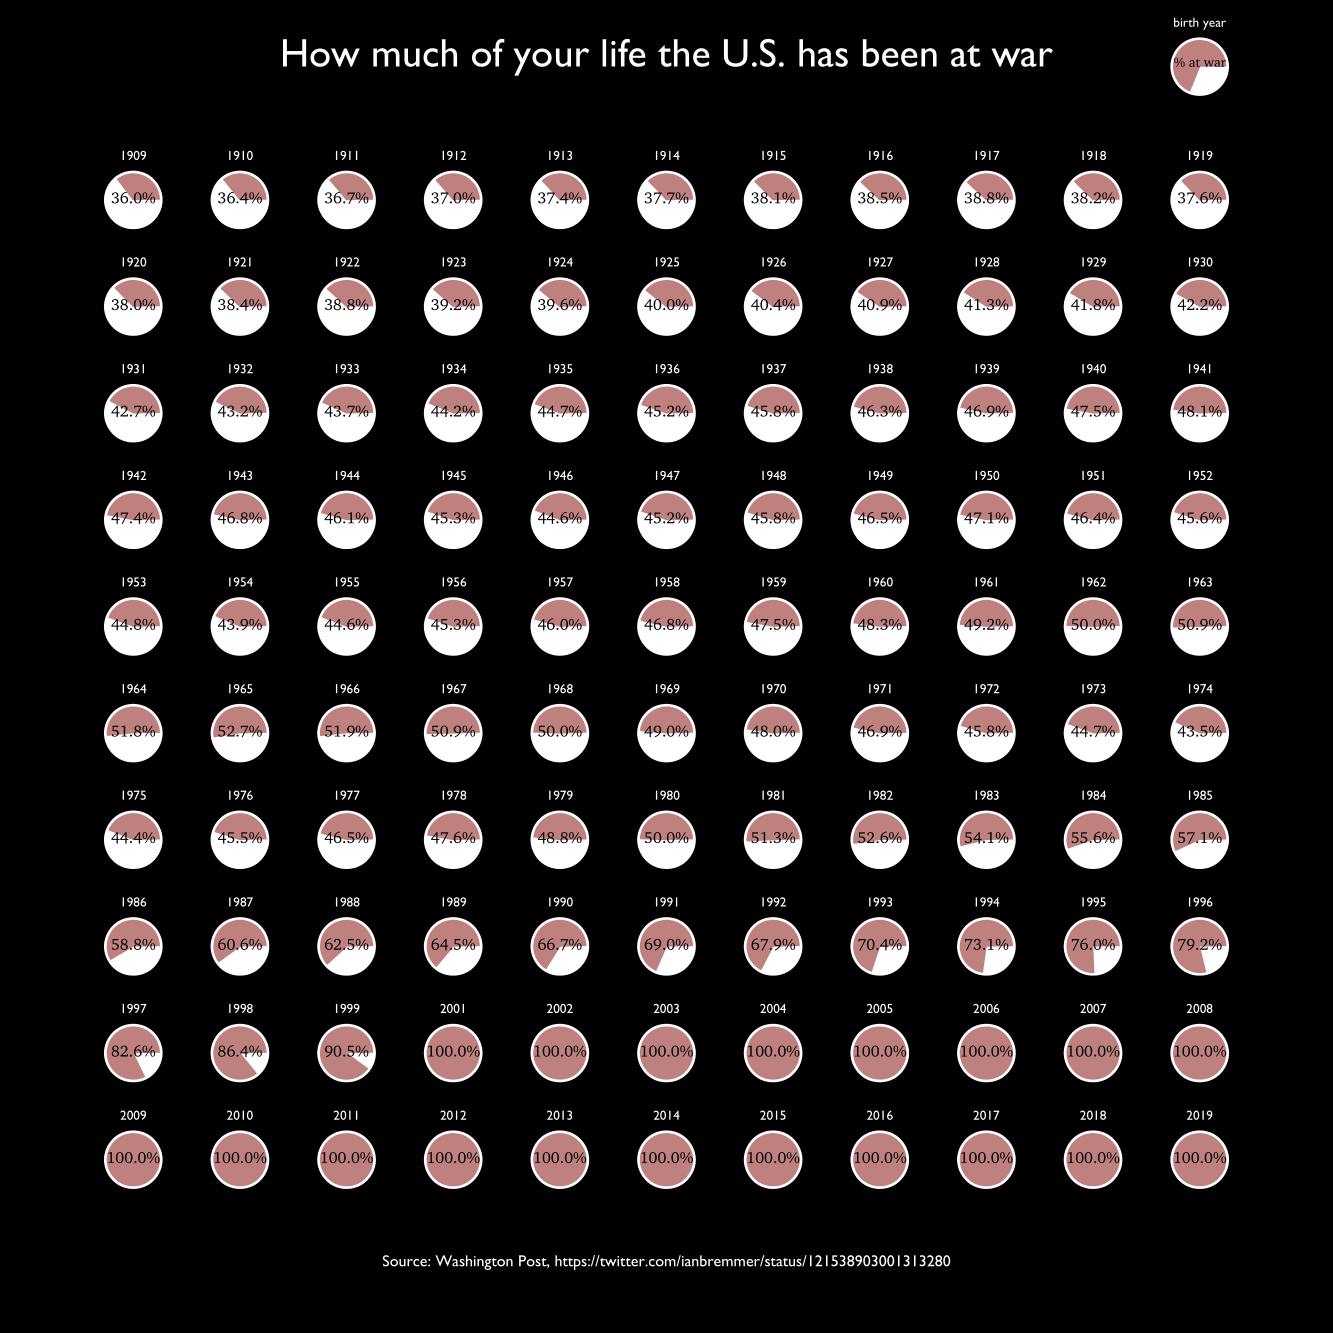 birth year
How much of your life the U.S. has been at war
% at war
1909 1910 1911 1912 1913 1914 1915 1916 1917 1918 1919
36.0% 36.4% 36.7% 37.0% 37.4% 37.7% 38.1% 38.5% 38.8% 38.2% 37.6%
1920 1921 1922 1923 1924 1925 1926 1927 1928 1929 1930
38.0% 38.4% 38.8% 39.2% 39.6% 40.0% 40.4% 40.9% 41.3% 41.8% 42.2%
1931 1932 1933 1934 1935 1936 1937 1938 1939 1940 1941
42.7% 43.2% 43.7% 44.2% 44.7% 45.2% 45.8% 46.3% 46.9% 47.5% 48.1%
1942 1943 1944 1945 1946 1947 1948 1949 1950 1951 1952
47.4% 46.8% 46.1% 45.3% 44.6% 45.2% 45.8% 46.5% 47.1% 46.4% 45.6%
1953 1954 1955 1956 1957 1958 1959 1960 1961 1962 1963
44.8% 43.9% 44.6% 45.3% 46.0% 46.8% 47.5% 48.3% 49.2% 50.0% 50.9%
1964 1965 1966 1967 1968 1969 1970 1971 1972 1973 1974
51.8% 52.7% 51.9% 50.9% 50.0% 49.0% 48.0% 46.9% 45.8% 44.7% 43.5%
1975 1976 1977 1978 1979 1980 1981 1982 1983 1984 1985
44.4% 45.5% 46.5% 47.6% 48.8% 50.0% 51.3% 52.6% 54.1% 55.6% 57.1%
1986 1987 1988 1989 1990 1991 1992 1993 1994 1995 1996
58.8% 60.6% 62.5% 64.5% 66.7% 69.0% 67.9% 70.4% 73.1% 76.0% 79.2%
1997 1998 1999 2001 2002 2003 2004 2005 2006 2007 2008
82.6% 86.4% 90.5% 100.0% 100.0% 100.0% 100.0% 100.0% 100.0% 100.0% 100.0%
2009 2010 2011 2012 2013 2014 2015 2016 2017 2018 2019
100.0% 100.0% 100.0% 100.0% 100.0% 100.0% 100.0% 100.0% 100.0% 100.0% 100.0%
Source: Washington Post, https://twitter.com/ianbremmer/status/1215389030013132​80